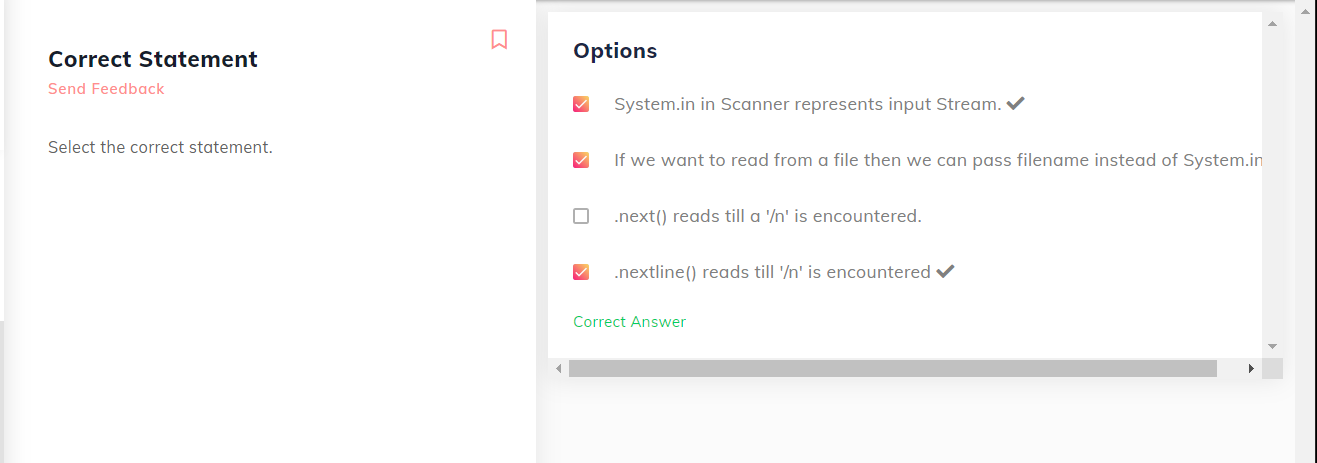 Correct Statement
Send Feedback
Select the correct statement.
Options
System.in in Scanner represents input Stream.
If we want to read from a file then we can pass filename instead of System.in
.next() reads till a '/n' is encountered.
.nextline() reads till '/n' is encountered
Correct Answer